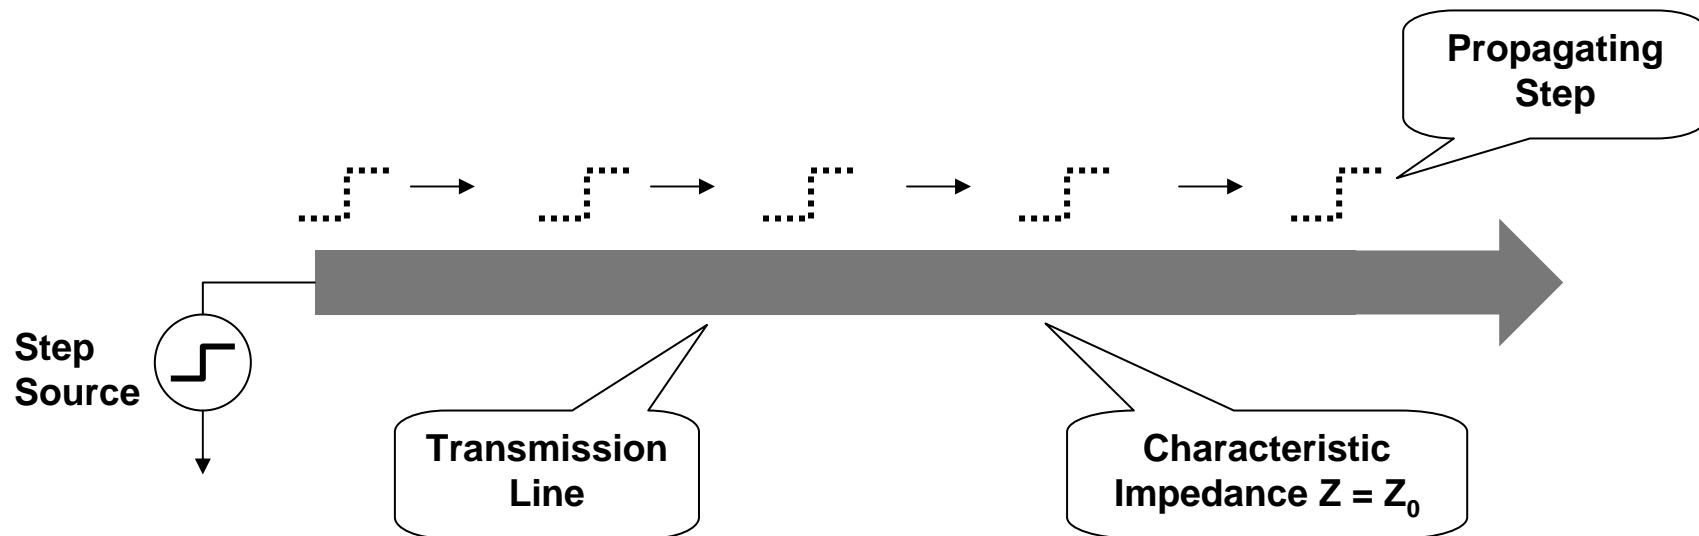 Propagating
Step
Step
Source
Transmission
Line
Characteristic
Impedance Z = Z₀